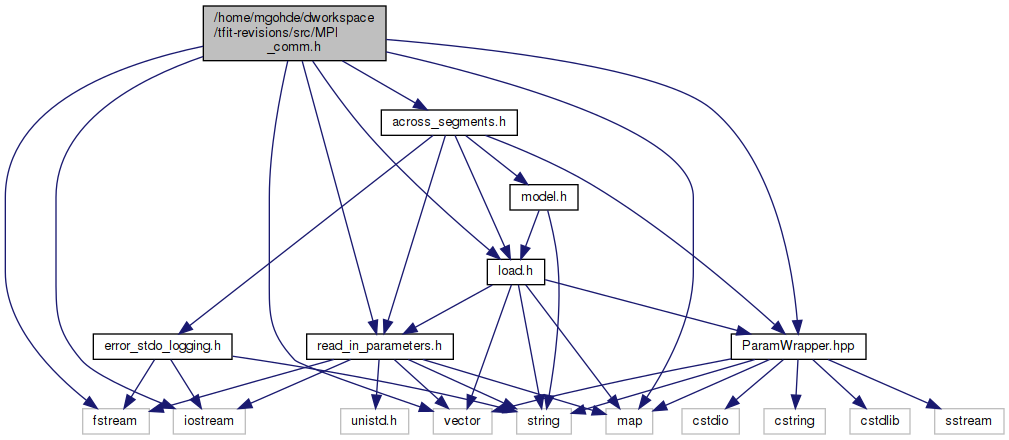 /home/mgohde/dworkspace
/tfit-revisions/src/MPI
_comm.h
across_segments.h
model.h
load.h
error_stdo_logging.h
read_in_parameters.h
ParamWrapper.hpp
fstream
iostream
unistd.h
vector
string
map
cstdio
cstring
cstdlib
sstream